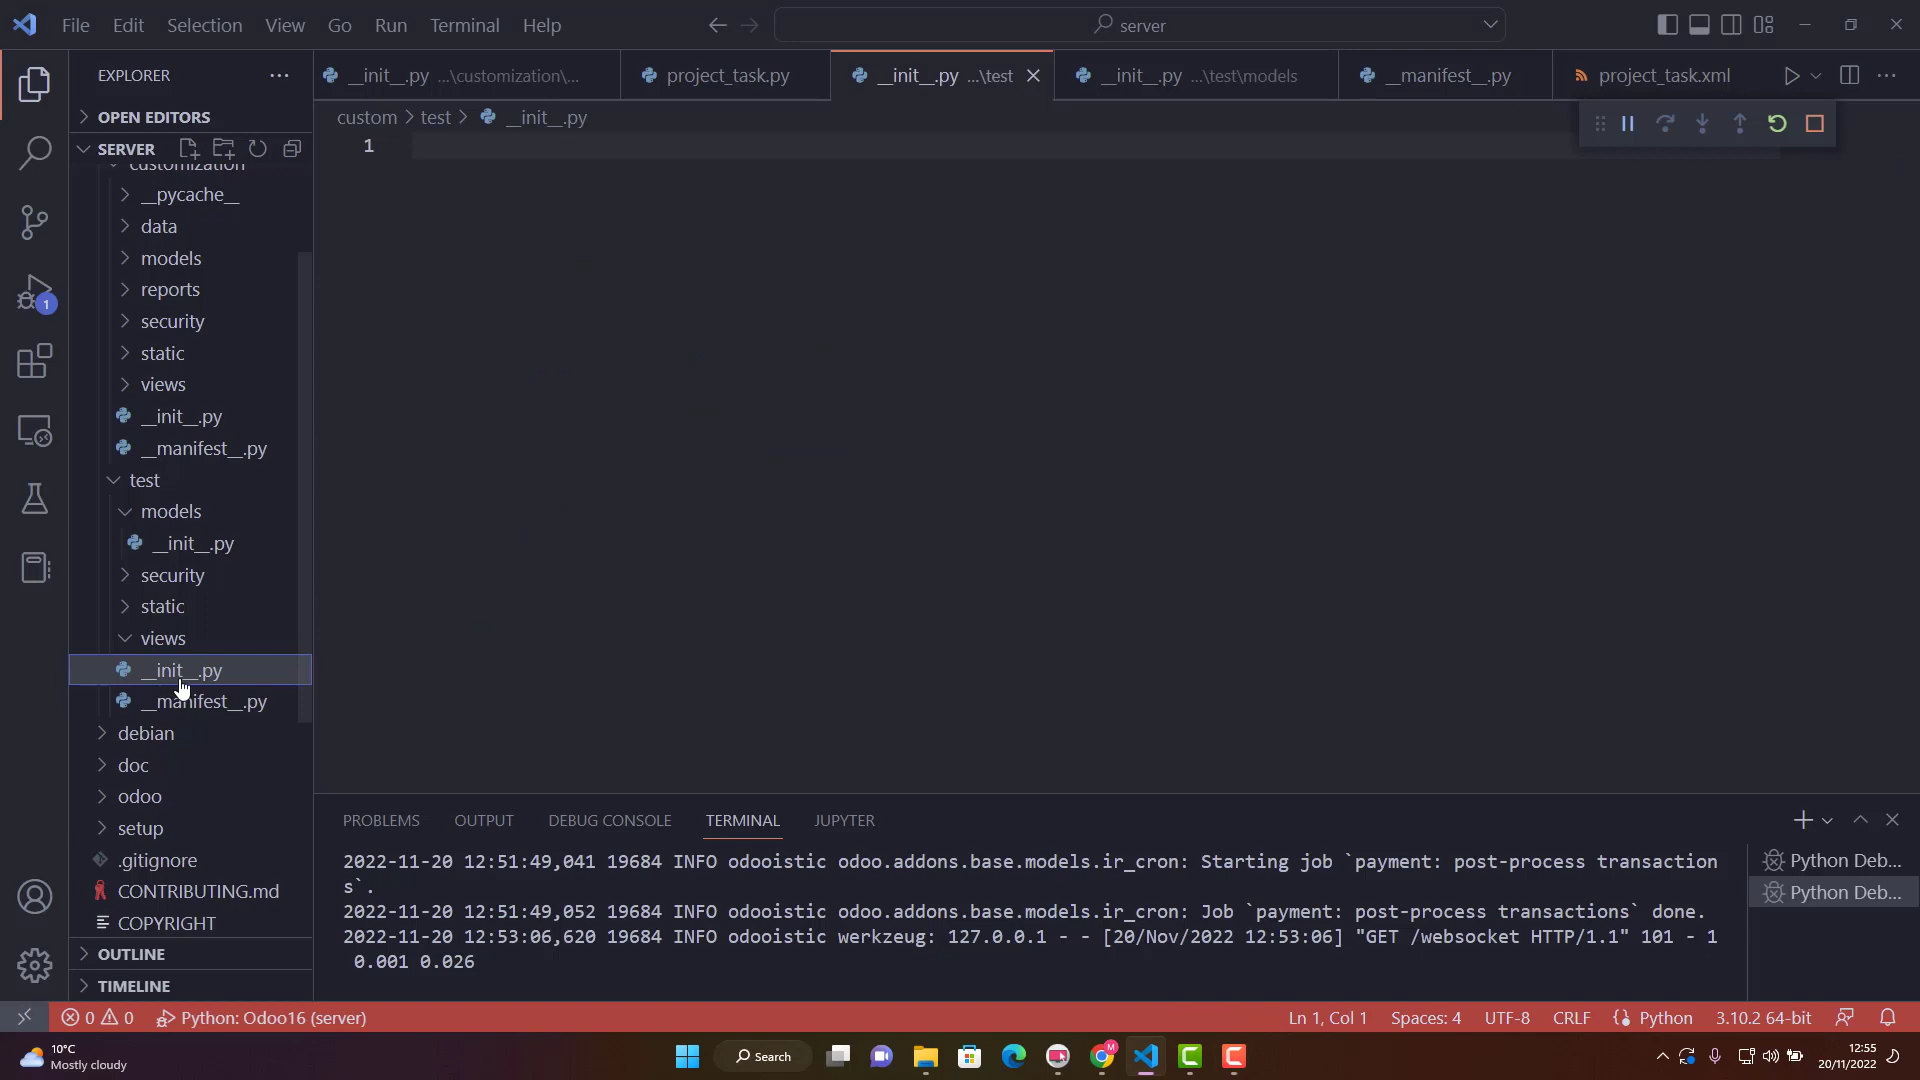 File Edit Selection View Go Run Terminal Help
server
EXPLORER
OPEN EDITORS
SERVER
customization
__pycache__
data
models
reports
security
static
views
__init__.py
__manifest__.py
test
models
__init__.py
security
static
views
__init__.py
__manifest__.py
debian
doc
odoo
setup
.gitignore
CONTRIBUTING.md
COPYRIGHT
OUTLINE
TIMELINE
1
__init__.py ...\customization\...
project_task.py
__init__.py ...\test
__init__.py ...\test\models
__manifest__.py
project_task.xml
custom > test > __init__.py
1
PROBLEMS OUTPUT DEBUG CONSOLE TERMINAL JUPYTER
2022-11-20 12:51:49,041 19684 INFO odooistic odoo.addons.base.models.ir_cron: Starting job `payment: post-process transaction
s`.
2022-11-20 12:51:49,052 19684 INFO odooistic odoo.addons.base.models.ir_cron: Job `payment: post-process transactions` done.
2022-11-20 12:53:06,620 19684 INFO odooistic werkzeug: 127.0.0.1 - - [20/Nov/2022 12:53:06] "GET /websocket HTTP/1.1" 101 - 1
0.001 0.026
Python Deb...
Python Deb...
0 0 Python: Odoo16 (server)
Ln 1, Col 1 Spaces: 4 UTF-8 CRLF Python 3.10.2 64-bit
10°C
Mostly cloudy
Search
M
12:55
20/11/2022